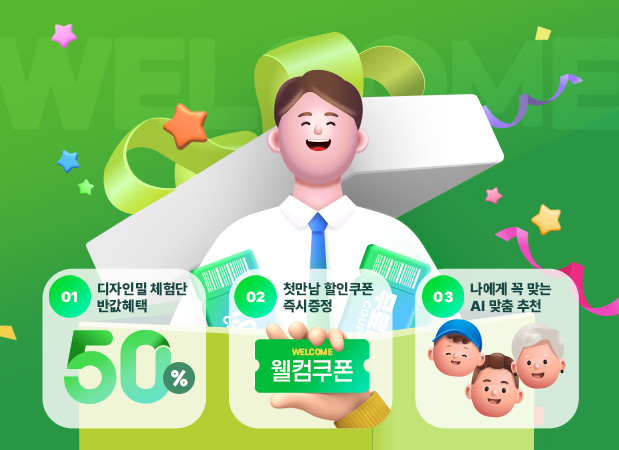 WELCOME
01 디자인밀 체험단
반값혜택
50%
02 첫만남 할인쿠폰
즉시증정
WELCOME
웰컴쿠폰
03 나에게 꼭 맞는
AI 맞춤 추천